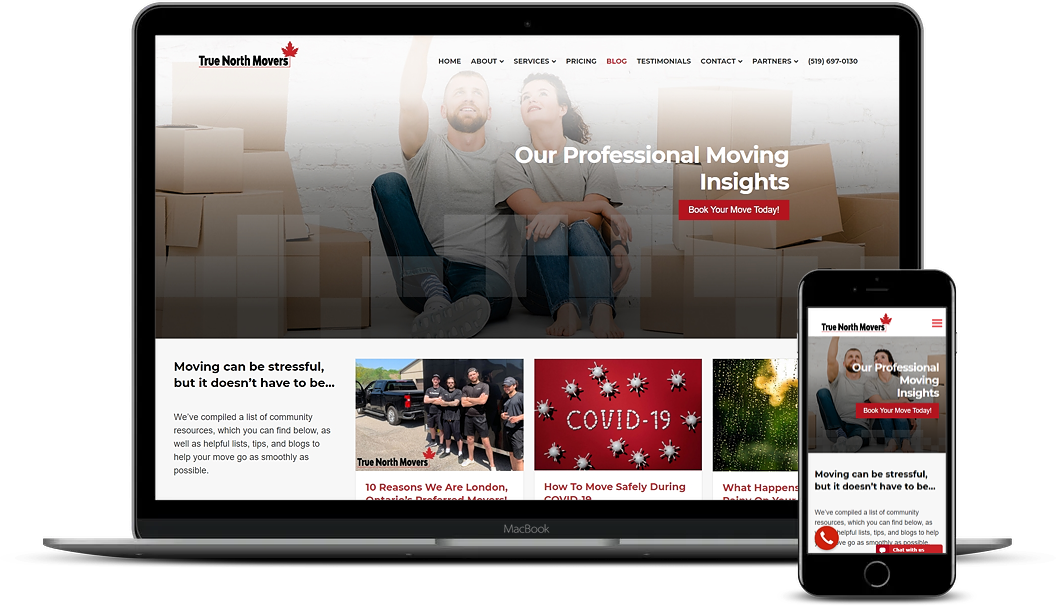 True North Movers
HOME ABOUT SERVICES PRICING BLOG TESTIMONIALS CONTACT PARTNERS (519) 697-0130
Our Professional Moving
Insights
Book Your Move Today!
Moving can be stressful,
but it doesn't have to be...
We've compiled a list of community
resources, which you can find below, as
well as helpful lists, tips, and blogs to
help your move go as smoothly as
possible.
True North Movers
10 Reasons We Are London,
Ontario's Preferred Movers!
COVID-19
How To Move Safely During
COVID-19
What Happens
Rainy On Your
MacBook
True North Movers
Our Professional
Moving
Insights
Book Your Move Today!
Moving can be stressful,
but it doesn't have to be...
We've compiled a list of community
resources, which you can find below, as
helpful lists, tips, and blogs to help
ve go as smoothly as possible.
Chat with us